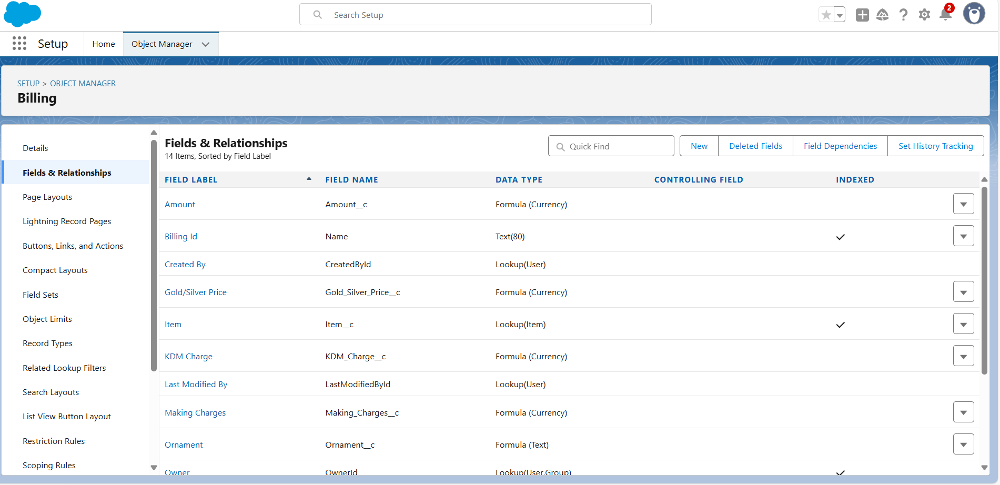 Search Setup
2
Setup
Home
Object Manager
SETUP > OBJECT MANAGER
Billing
Details
Fields & Relationships
Page Layouts
Lightning Record Pages
Buttons, Links, and Actions
Compact Layouts
Field Sets
Object Limits
Record Types
Related Lookup Filters
Search Layouts
List View Button Layout
Restriction Rules
Scoping Rules
Fields & Relationships
14 Items, Sorted by Field Label
Quick Find
New
Deleted Fields
Field Dependencies
Set History Tracking
FIELD LABEL FIELD NAME DATA TYPE CONTROLLING FIELD INDEXED
Amount Amount__c Formula (Currency)
Billing Id Name Text(80)
Created By CreatedById Lookup(User)
Gold/Silver Price Gold_Silver_Price__c Formula (Currency)
Item Item__c Lookup(Item)
KDM Charge KDM_Charge__c Formula (Currency)
Last Modified By LastModifiedById Lookup(User)
Making Charges Making_Charges__c Formula (Currency)
Ornament Ornament__c Formula (Text)
Owner OwnerId Lookup(User,Group)